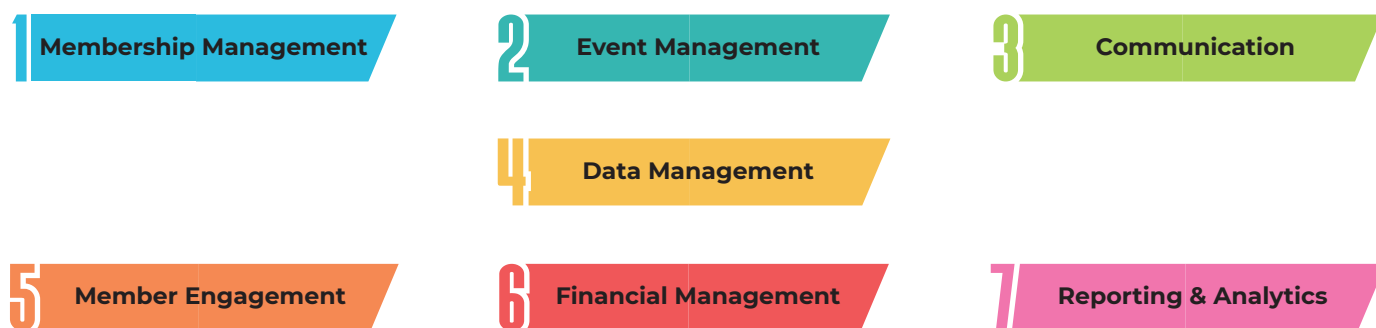 1 Membership Management
2 Event Management
3 Communication
4 Data Management
5 Member Engagement
6 Financial Management
7 Reporting & Analytics